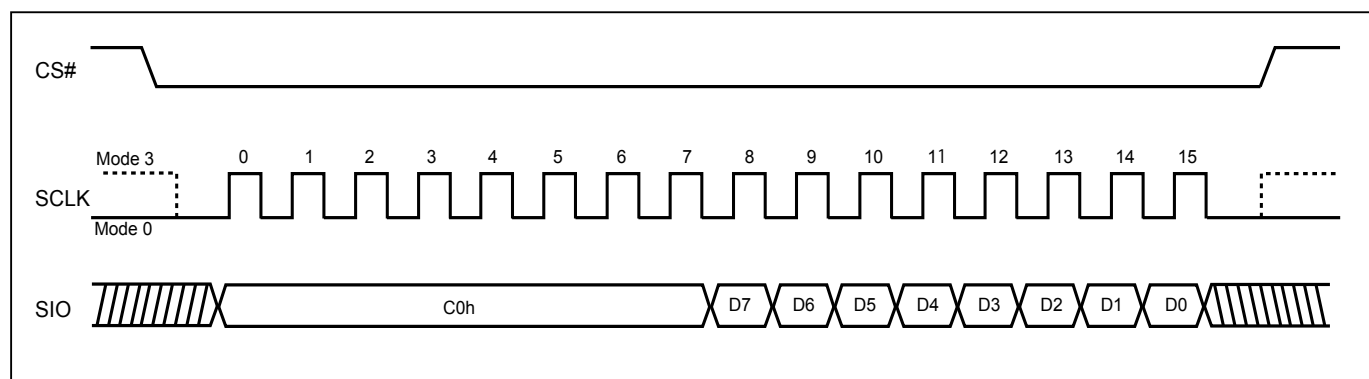 CS#
Mode 3
0 1 2 3 4 5 6 7 8 9 10 11 12 13 14 15
SCLK
Mode 0
SIO
C0h D7 D6 D5 D4 D3 D2 D1 D0